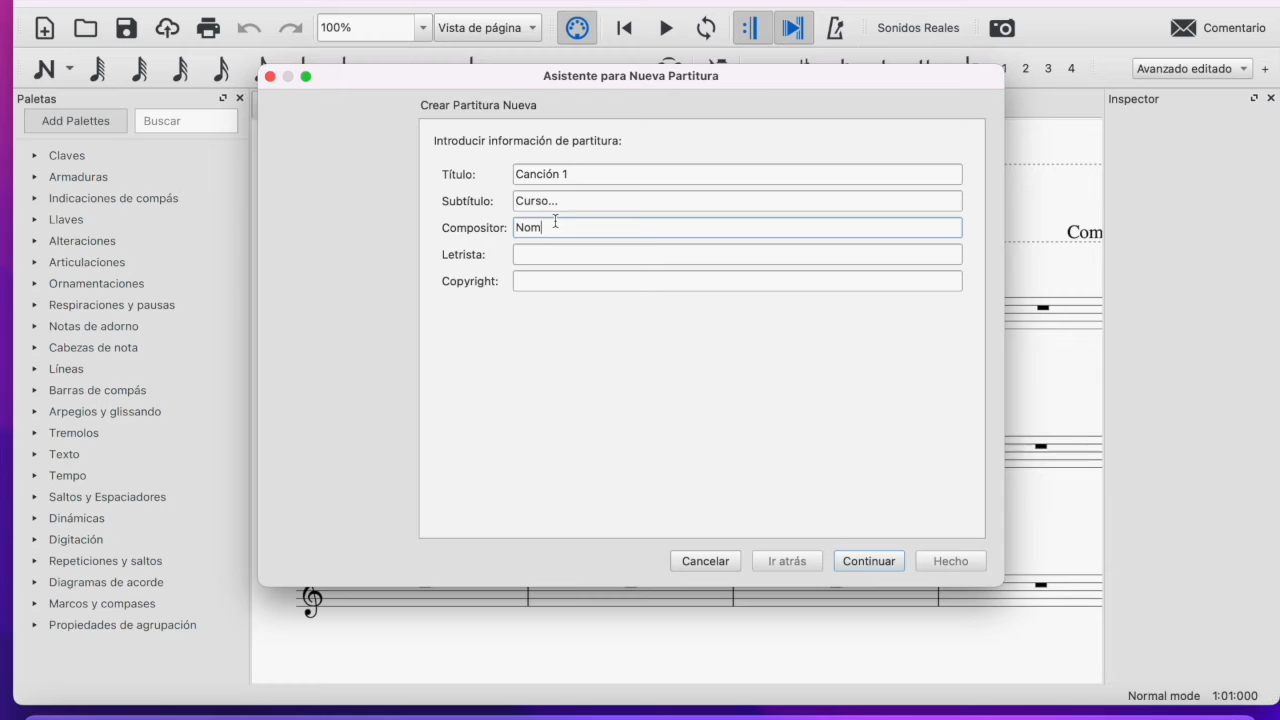 100%
Vista de página
Sonidos Reales
Comentario
1 2 3 4
Avanzado editado
+
Asistente para Nueva Partitura
Paletas
Add Palettes
Buscar
Claves
Armaduras
Indicaciones de compás
Llaves
Alteraciones
Articulaciones
Ornamentaciones
Respiraciones y pausas
Notas de adorno
Cabezas de nota
Líneas
Barras de compás
Arpegios y glissando
Tremolos
Texto
Tempo
Saltos y Espaciadores
Dinámicas
Digitación
Repeticiones y saltos
Diagramas de acorde
Marcos y compases
Propiedades de agrupación
Crear Partitura Nueva
Introducir información de partitura:
Título: Canción 1
Subtítulo: Curso...
Compositor: Nom
Letrista:
Copyright:
Cancelar
Ir atrás
Continuar
Hecho
Com
Inspector
Normal mode 1:01:000